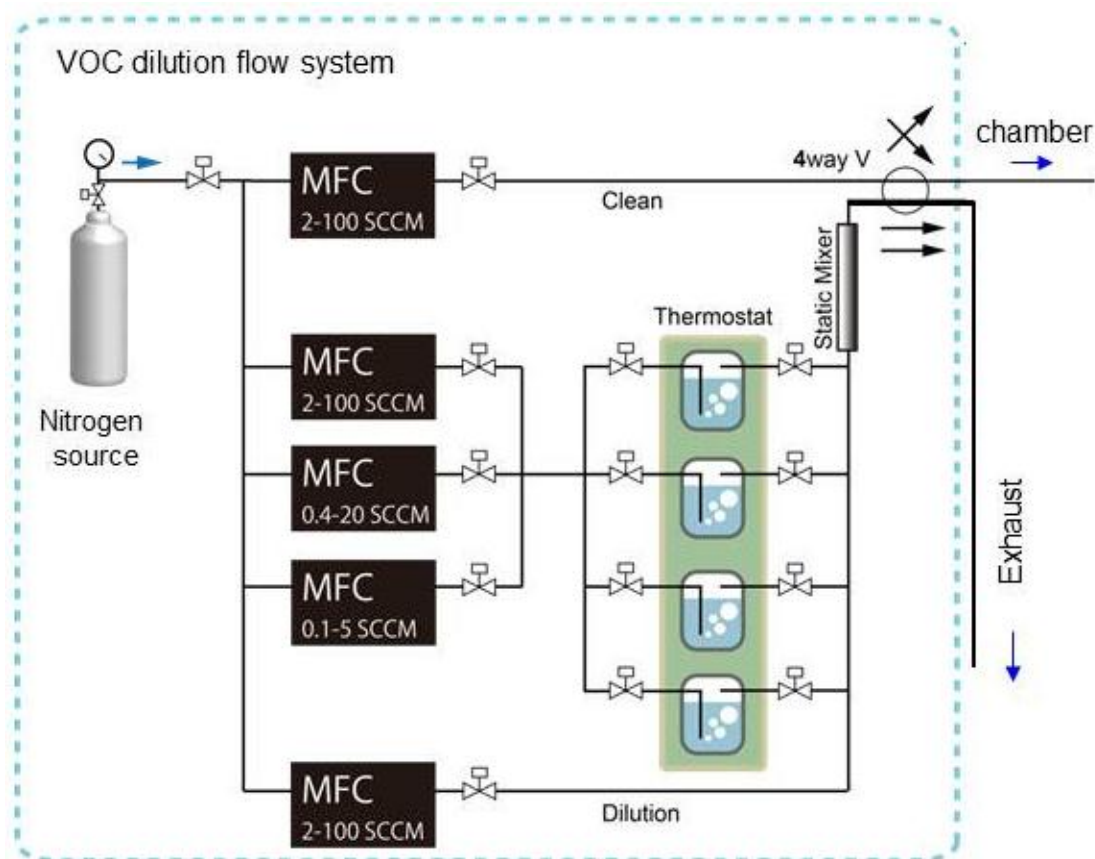 VOC dilution flow system
chamber
4way V
MFC
2-100 SCCM
Clean
Static Mixer
Thermostat
MFC
2-100 SCCM
Nitrogen
source
MFC
0.4-20 SCCM
Exhaust
MFC
0.1-5 SCCM
MFC
2-100 SCCM
Dilution